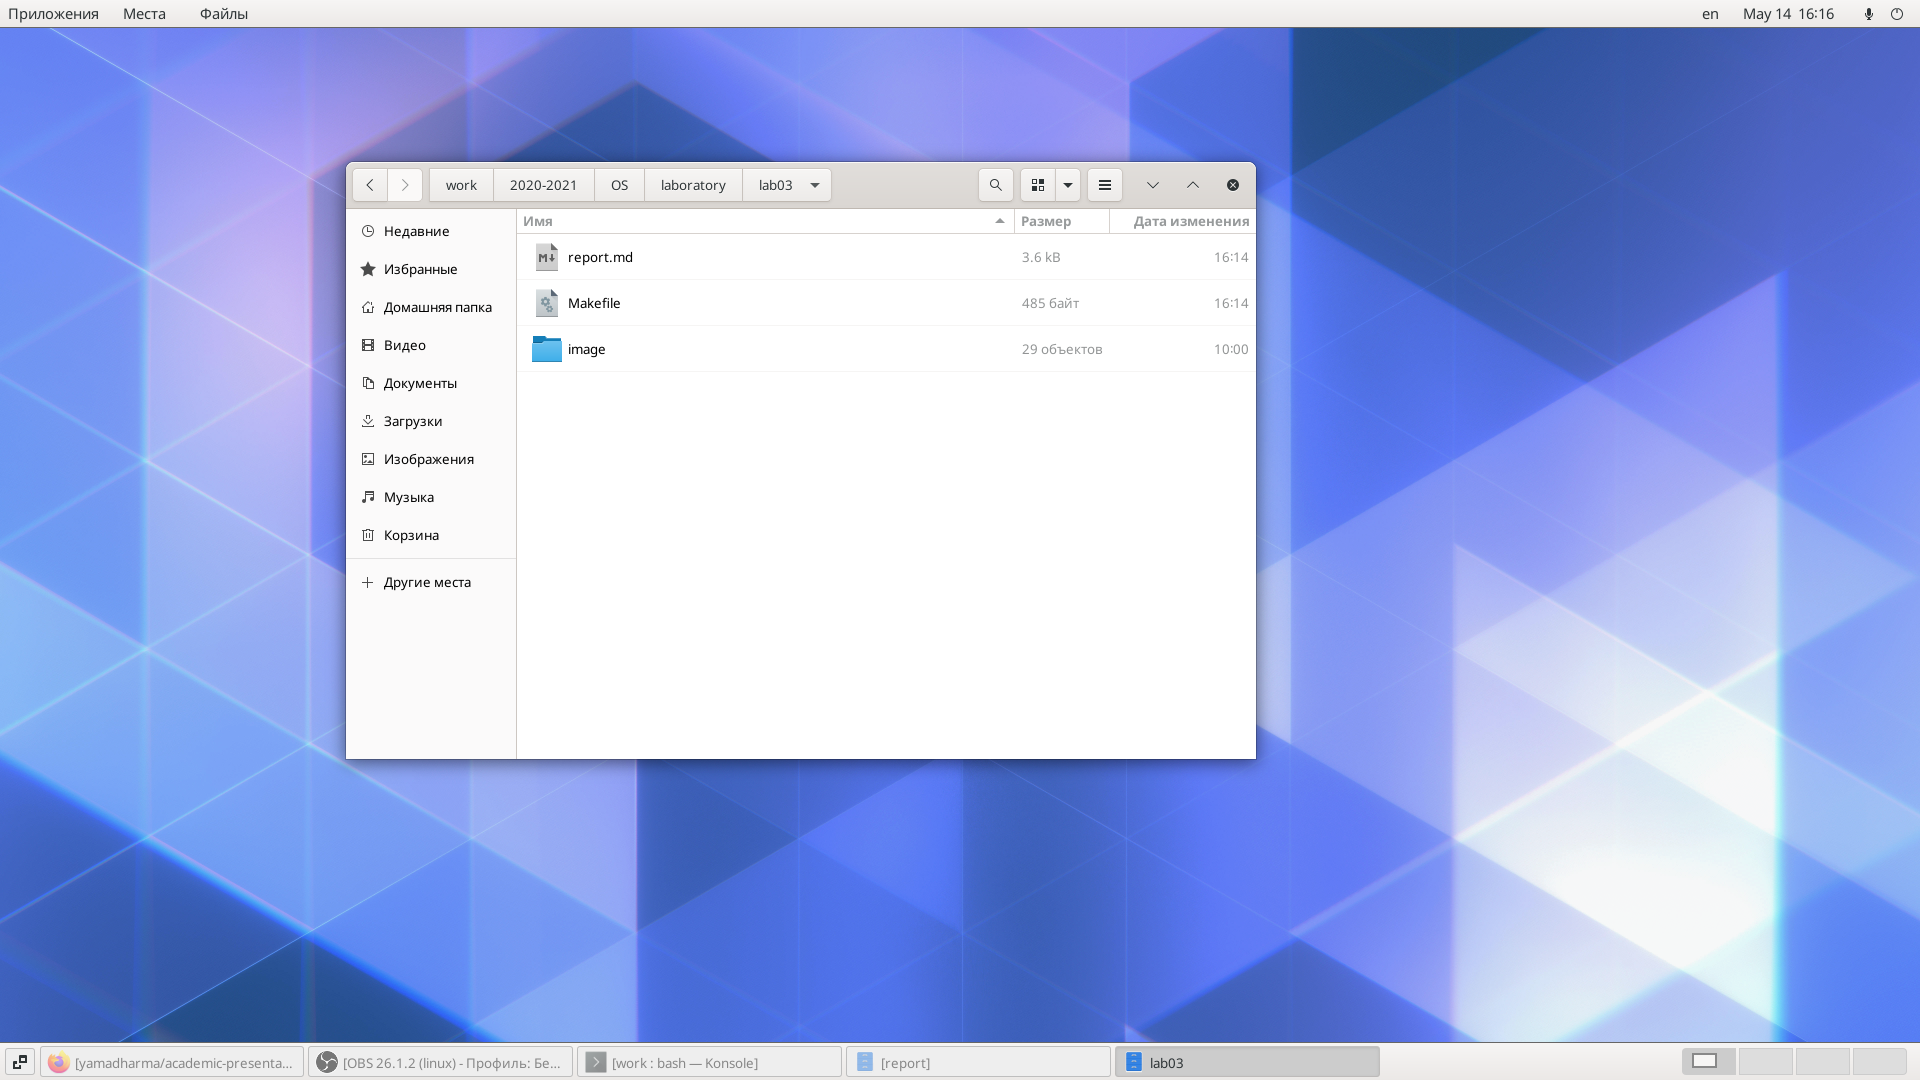 Приложения Места Файлы en May 14 16:16
work 2020-2021 OS laboratory lab03
Недавние
Избранные
Домашняя папка
Видео
Документы
Загрузки
Изображения
Музыка
Корзина
Другие места
Имя Размер Дата изменения
report.md 3.6 kB 16:14
Makefile 485 байт 16:14
image 29 объектов 10:00
[yamadharma/academic-presenta... [OBS 26.1.2 (linux) - Профиль: Бе... [work : bash — Konsole] [report] lab03